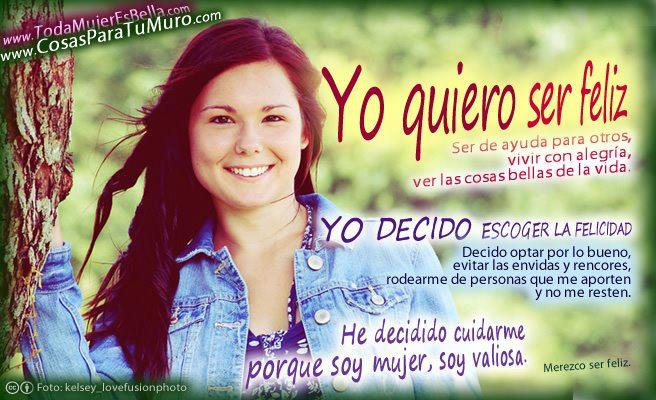 www.TodaMujerEsBella.com
www.CosasParaTuMuro.com
Yo quiero ser feliz
Ser de ayuda para otros,
vivir con alegría,
ver las cosas bellas de la vida.
YO DECIDO ESCOGER LA FELICIDAD
Decido optar por lo bueno,
evitar las envidas y rencores,
rodearme de personas que me aporten
y no me resten.
He decidido cuidarme
porque soy mujer, soy valiosa.
Merezco ser feliz.
cc Foto: kelsey_lovefusionphoto